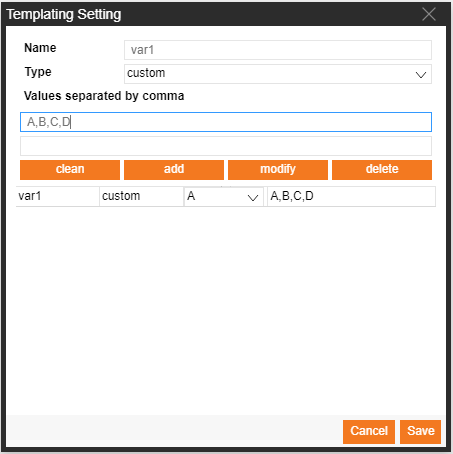 Templating Setting
Name var1
Type custom
Values separated by comma
A,B,C,D
clean add modify delete
var1 custom A A,B,C,D
Cancel Save